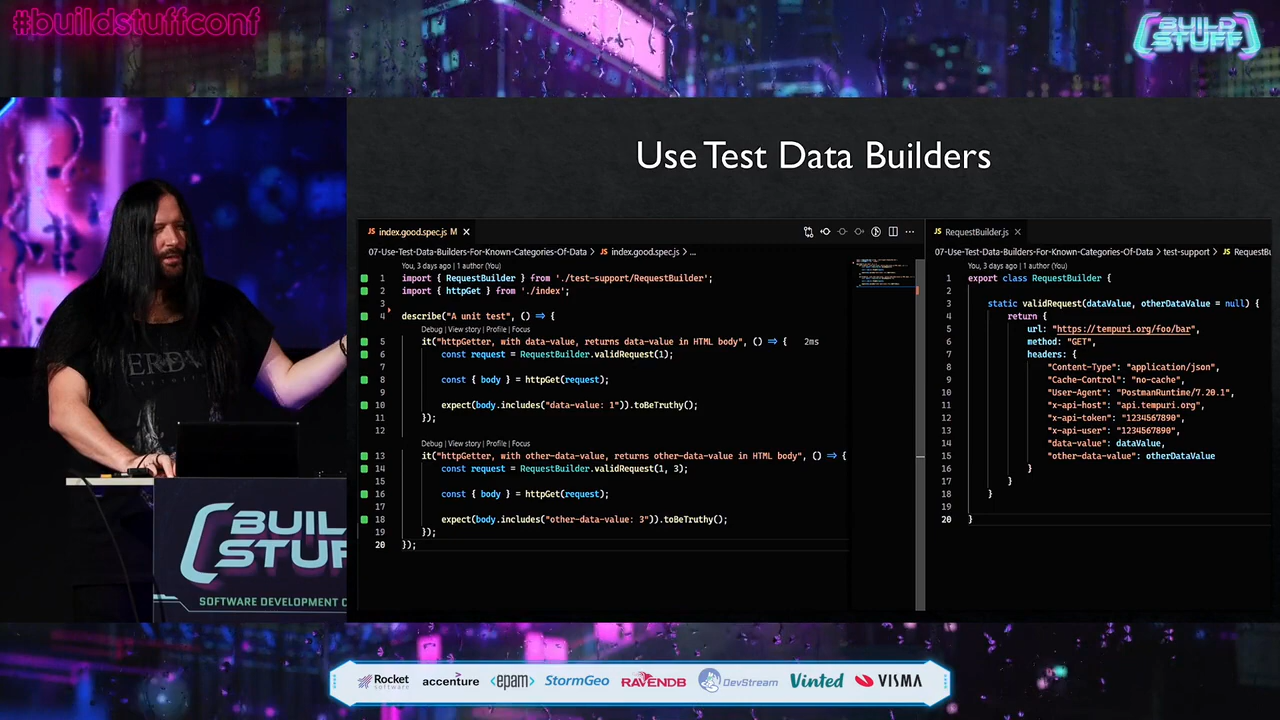 #buildstuffconf
BUILD
STUFF
Use Test Data Builders
JS index.good.spec.js M
07-Use-Test-Data-Builders-For-Known-Categories-Of-Data > JS index.good.spec.js > ...
You, 3 days ago | 1 author (You)
1 import { RequestBuilder } from './test-support/RequestBuilder';
2 import { httpGet } from './index';
3
4 describe("A unit test", () => {
Debug | View story | Profile | Focus
5 it("httpGetter, with data-value, returns data-value in HTML body", () => { 2ms
6 const request = RequestBuilder.validRequest(1);
7
8 const { body } = httpGet(request);
9
10 expect(body.includes("data-value: 1")).toBeTruthy();
11 });
12
Debug | View story | Profile | Focus
13 it("httpGetter, with other-data-value, returns other-data-value in HTML body", () => {
14 const request = RequestBuilder.validRequest(1, 3);
15
16 const { body } = httpGet(request);
17
18 expect(body.includes("other-data-value: 3")).toBeTruthy();
19 });
20 });
JS RequestBuilder.js
07-Use-Test-Data-Builders-For-Known-Categories-Of-Data > test-support > JS RequestB
You, 3 days ago | 1 author (You)
1 export class RequestBuilder {
2
3 static validRequest(dataValue, otherDataValue = null) {
4 return {
5 url: "https://tempuri.org/foo/bar",
6 method: "GET",
7 headers: {
8 "Content-Type": "application/json",
9 "Cache-Control": "no-cache",
10 "User-Agent": "PostmanRuntime/7.20.1",
11 "x-api-host": "api.tempuri.org",
12 "x-api-token": "1234567890",
13 "x-api-user": "1234567890",
14 "data-value": dataValue,
15 "other-data-value": otherDataValue
16 }
17 }
18 }
19
20 }
BUIL
STUF
SOFTWARE DEVELOPMENT C
Rocket software
accenture
<epam>
StormGeo
RAVENDB
DevStream
Vinted
VISMA